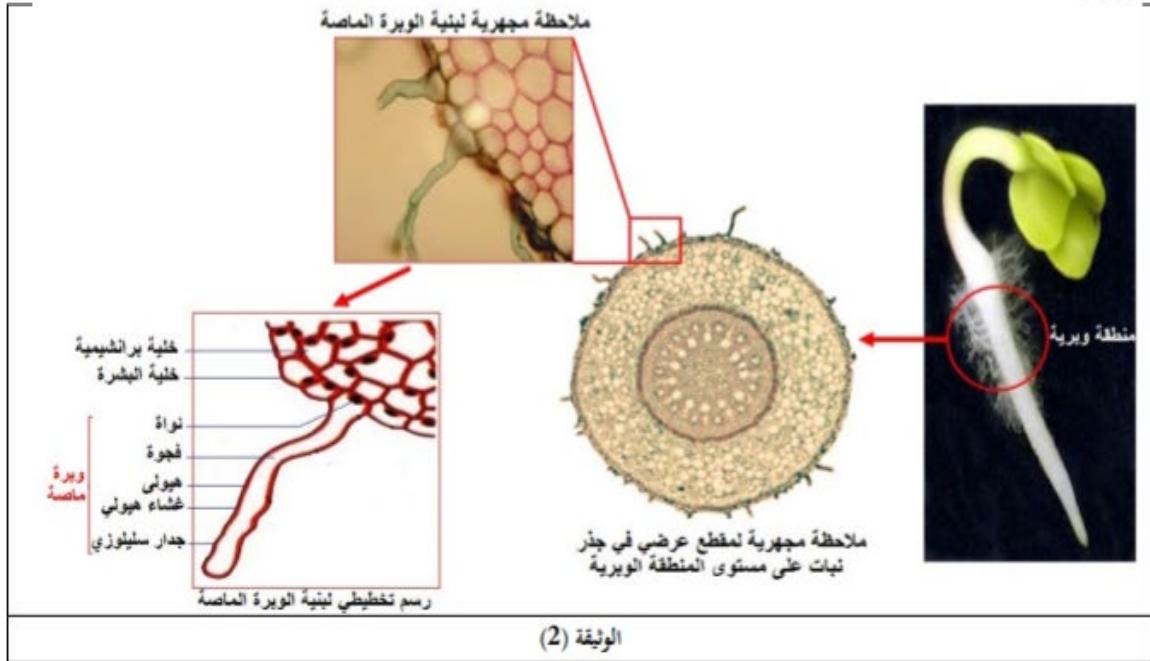 ملاحظة مجهرية لبنية الوبرة الماصة
منطقة وبرية
خلية برانشيمية
خلية البشرة
نواة
فجوة
هيولى
غشاء هيولي
جدار سليلوزي
وبرة
ماصة
ملاحظة مجهرية لمقطع عرضي في جذر
نبات على مستوى المنطقة الوبرية
رسم تخطيطي لبنية الوبرة الماصة
الوثيقة (2)